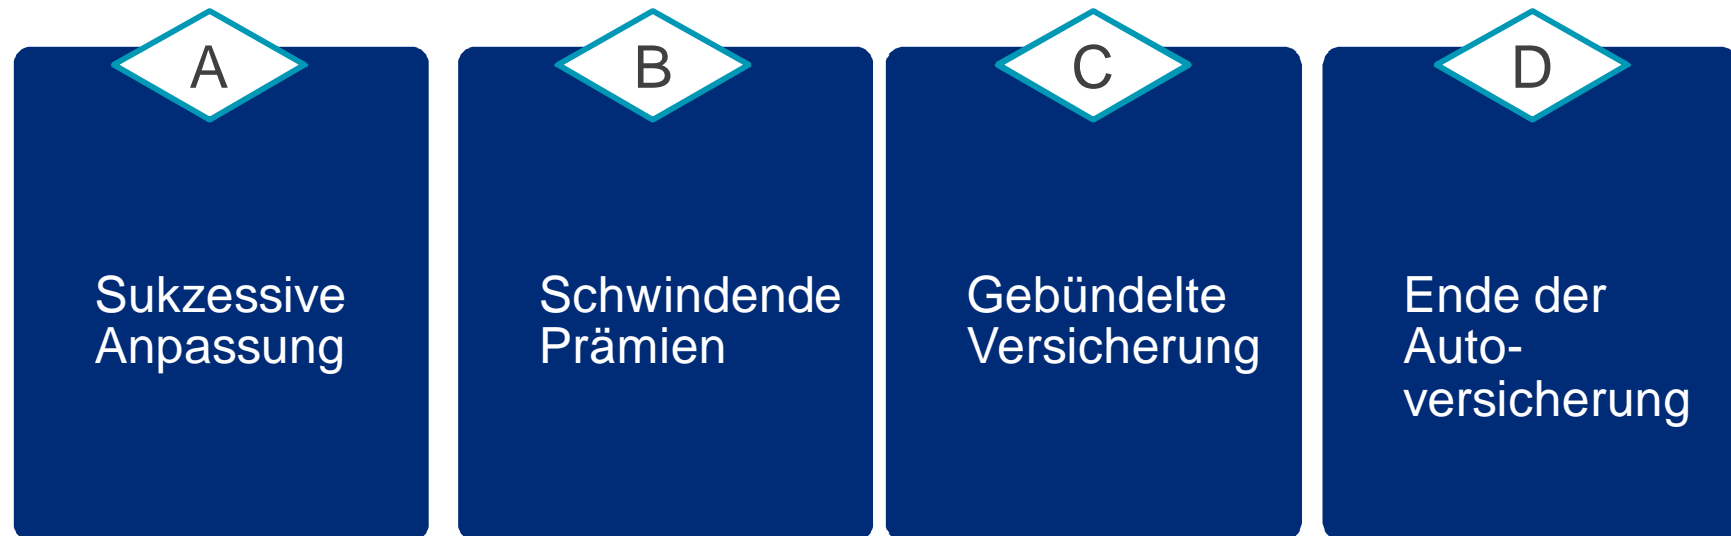 A
Sukzessive
Anpassung
B
Schwindende
Prämien
C
Gebündelte
Versicherung
D
Ende der
Auto-
versicherung